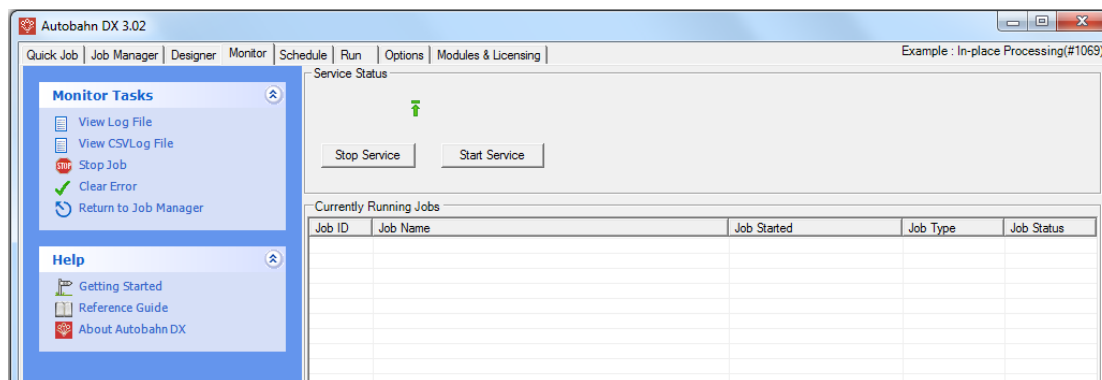 Autobahn DX 3.02
Quick Job Job Manager Designer Monitor Schedule Run Options Modules & Licensing Example : In-place Processing(#1069)
Monitor Tasks
View Log File
View CSVLog File
STOP Stop Job
Clear Error
Return to Job Manager
Help
Getting Started
Reference Guide
About Autobahn DX
Service Status
Stop Service Start Service
Currently Running Jobs
Job ID Job Name Job Started Job Type Job Status